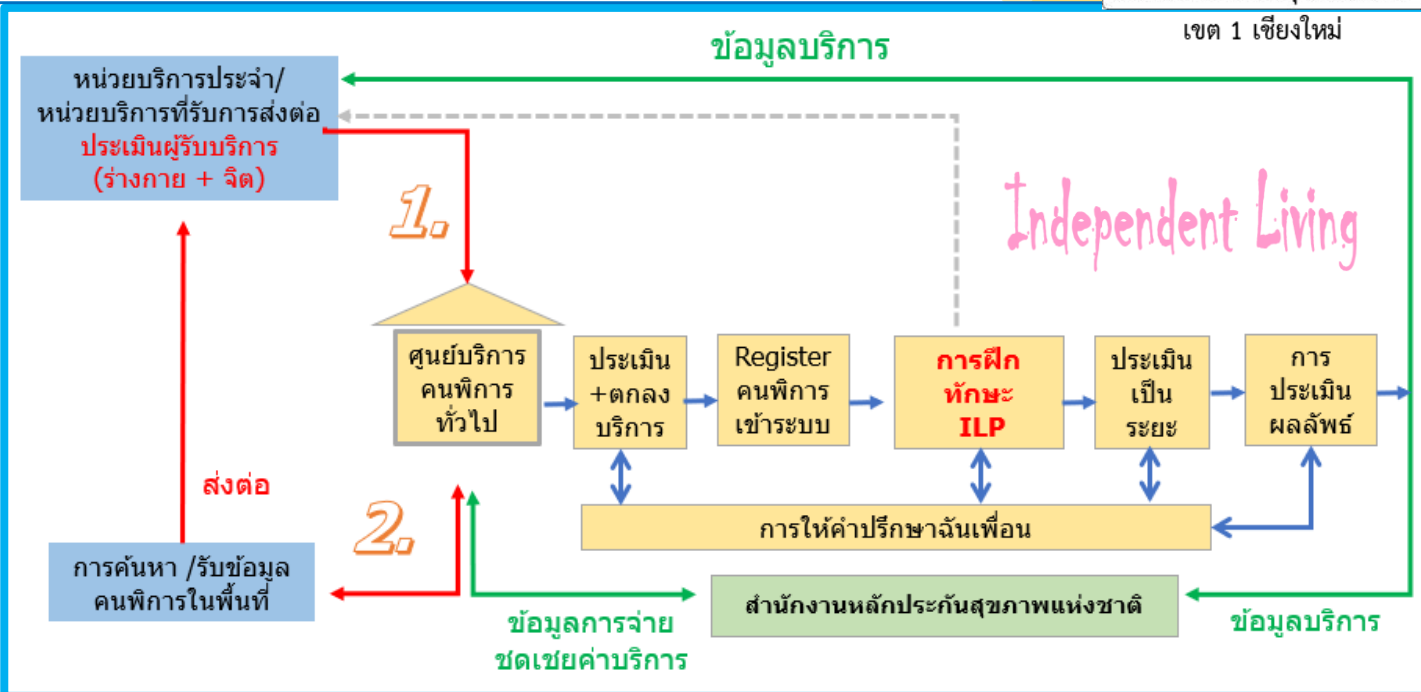 เขต 1 เชียงใหม่
ข้อมูลบริการ
หน่วยบริการประจำ/
หน่วยบริการที่รับการส่งต่อ
ประเมินผู้รับบริการ
(ร่างกาย + จิต)
1.
Independent Living
ศูนย์บริการ
คนพิการ
ทั่วไป
ประเมิน
+ตกลง
บริการ
Register
คนพิการ
เข้าระบบ
การฝึก
ทักษะ
ILP
ประเมิน
เป็น
ระยะ
การ
ประเมิน
ผลลัพธ์
ส่งต่อ
2.
การให้คำปรึกษาฉันเพื่อน
การค้นหา /รับข้อมูล
คนพิการในพื้นที่
สำนักงานหลักประกันสุขภาพแห่งชาติ
ข้อมูลการจ่าย
ชดเชยค่าบริการ
ข้อมูลบริการ